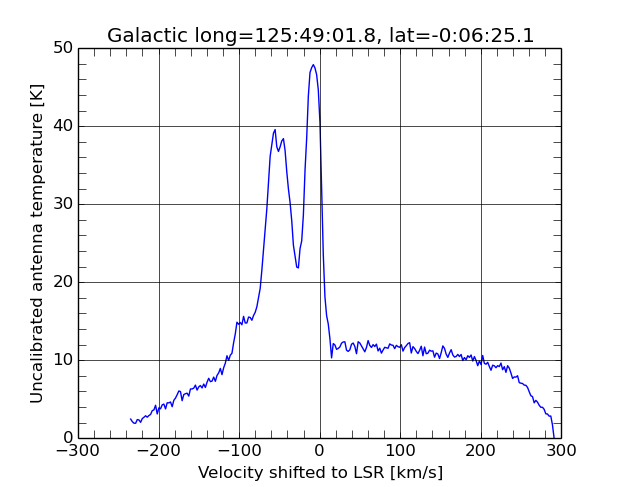 Galactic long=125:49:01.8, lat=-0:06:25.1
50
40
30
20
10
0
Uncalibrated antenna temperature [K]
−300 −200 −100 0 100 200 300
Velocity shifted to LSR [km/s]